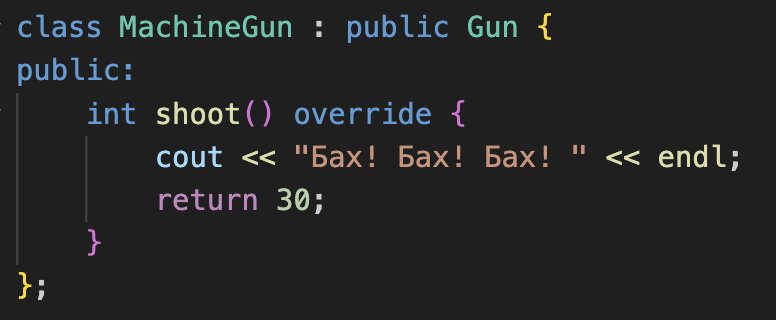 class MachineGun : public Gun {
public:
    int shoot() override {
        cout << "Бах! Бах! Бах! " << endl;
        return 30;
    }
};